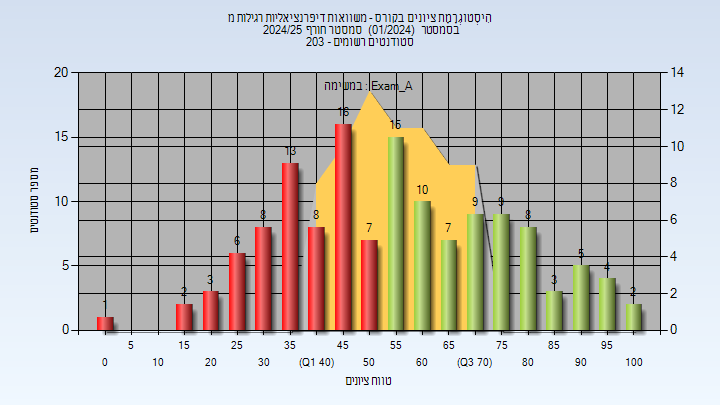 היסטוגרמת ציונים בקורס - משוואות דיפרנציאליות רגילות מ
בסמסטר (01/2024) סמסטר חורף 2024/25
סטודנטים רשומים - 203
במשימה: Exam_A
20 14
12
15 10
8
10 6
5 4
2
0 0
מספר סטודנטים
1 2 3 6 8 13 8 16 7 15 10 7 9 9 8 3 5 4 2
5 15 25 35 45 55 65 75 85 95
0 10 20 30 (Q1 40) 50 60 (Q3 70) 80 90 100
טווח ציונים